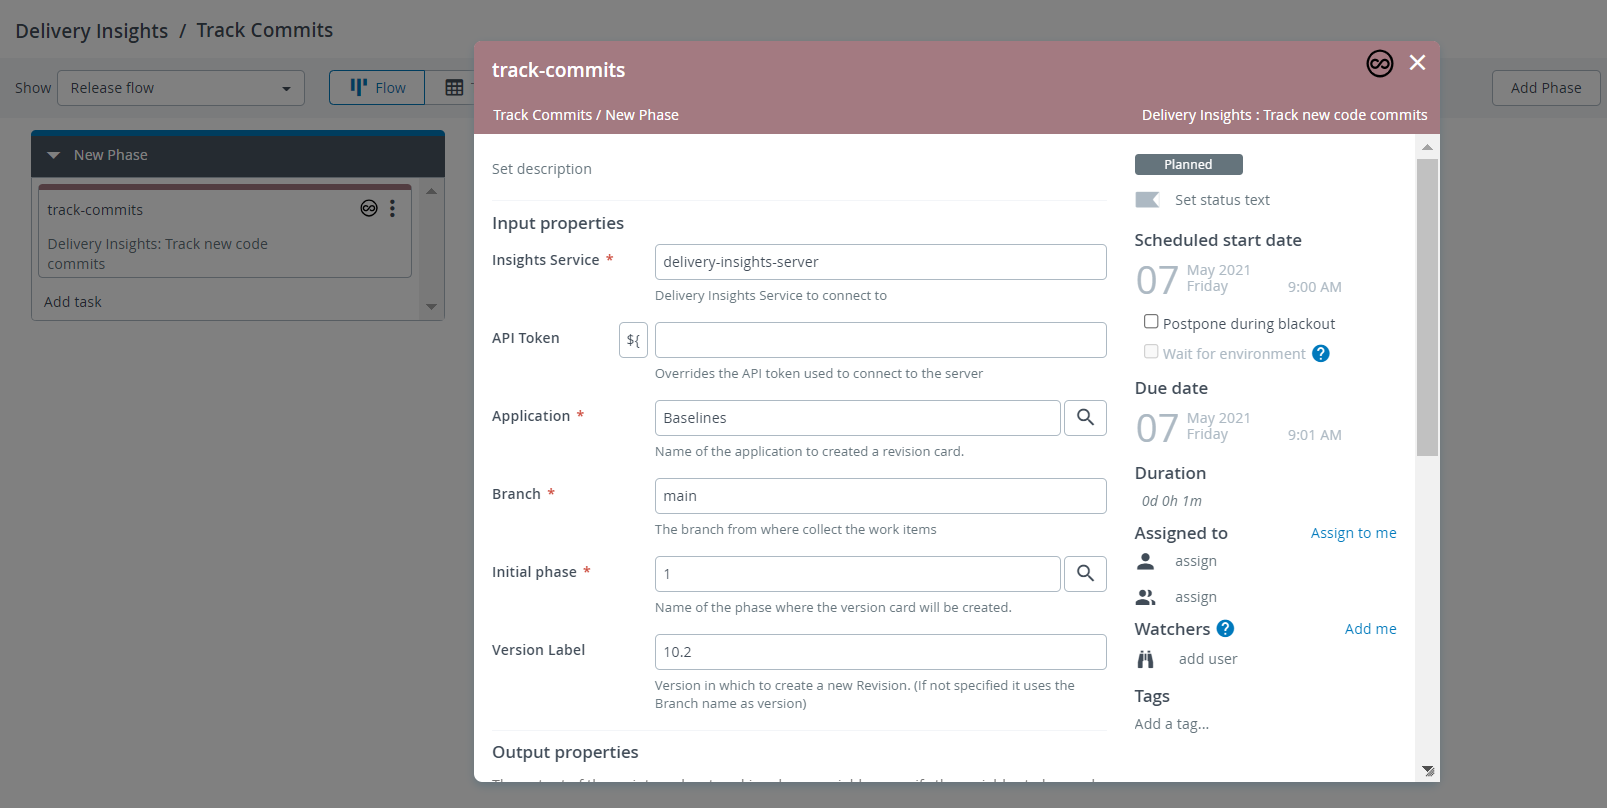 Delivery Insights / Track Commits
Show
Release flow
Flow
Add Phase
New Phase
track-commits
Delivery Insights: Track new code
commits
Add task
track-commits
Track Commits / New Phase
Delivery Insights : Track new code commits
Set description
Input properties
Insights Service *
delivery-insights-server
Delivery Insights Service to connect to
API Token
${
Overrides the API token used to connect to the server
Application *
Baselines
Name of the application to created a revision card.
Branch *
main
The branch from where collect the work items
Initial phase *
1
Name of the phase where the version card will be created.
Version Label
10.2
Version in which to create a new Revision. (If not specified it uses the
Branch name as version)
Output properties
Planned
Set status text
Scheduled start date
07
May 2021
Friday
9:00 AM
Postpone during blackout
Wait for environment ?
Due date
07
May 2021
Friday
9:01 AM
Duration
0d 0h 1m
Assigned to
Assign to me
assign
assign
Watchers ?
Add me
add user
Tags
Add a tag...